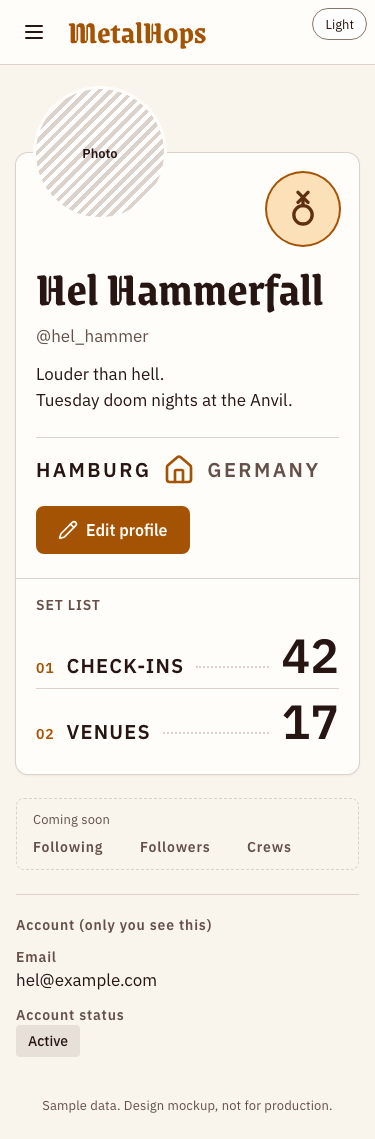 MetalHops
Light
Photo
Hel Hammerfall
@hel_hammer
Louder than hell.
Tuesday doom nights at the Anvil.
HAMBURG GERMANY
Edit profile
SET LIST
01 CHECK-INS 42
02 VENUES 17
Coming soon
Following Followers Crews
Account (only you see this)
Email
hel@example.com
Account status
Active
Sample data. Design mockup, not for production.